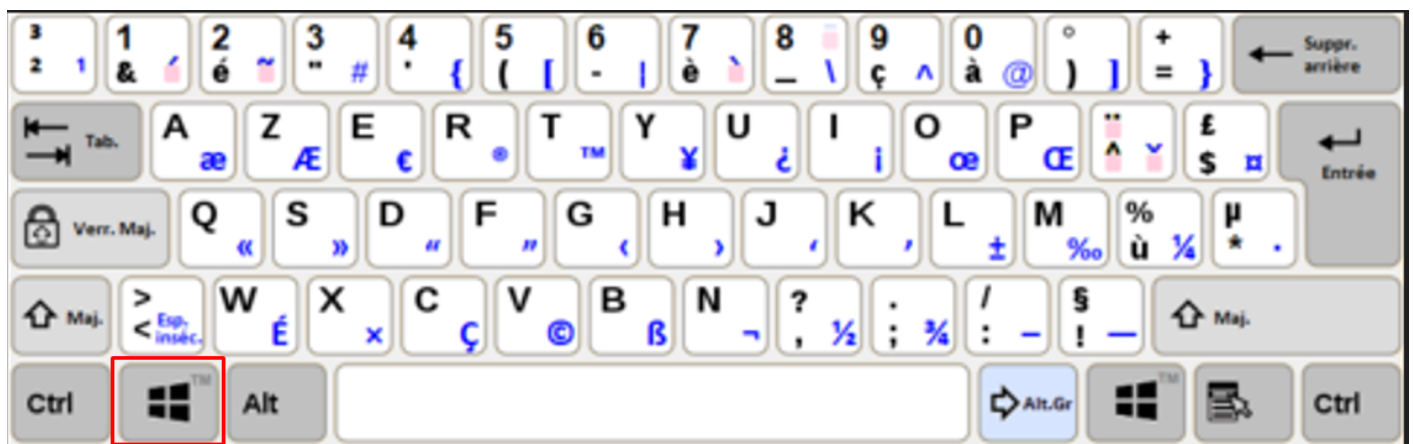 3 1 2 3 4 5 6 7 8 ¯ 9 0 ° + Suppr.
² ¹ & ´ é ~ " # ' { ( [ - | è ` _ \ ç ^ à @ ) ] = } arrière
Tab. A æ Z Æ E € R ® T ™ Y ¥ U ¿ I ¡ O œ P Œ ¨ ^ ˇ £ $ ¤ Entrée
Verr. Maj. Q « S » D “ F ” G ‹ H › J ‘ K ’ L ± M ‰ % ù ¼ µ * ·
Maj. > < Esp. inséc. W É X × C Ç V © B ß N ¬ ? , ½ . ; ¾ / : – § ! — Maj.
Ctrl TM Alt Alt.Gr TM Ctrl